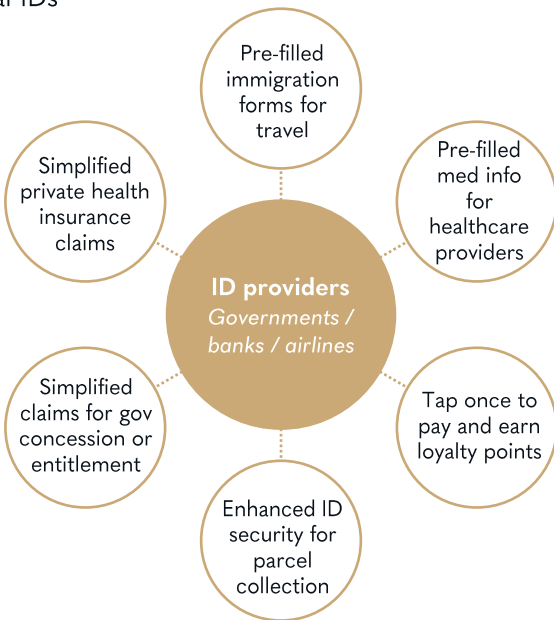 IDs
Pre-filled
immigration
forms for
travel
Pre-filled
med info
for
healthcare
providers
Simplified
private health
insurance
claims
ID providers
Governments /
banks / airlines
Simplified
claims for gov
concession or
entitlement
Tap once to
pay and earn
loyalty points
Enhanced ID
security for
parcel
collection